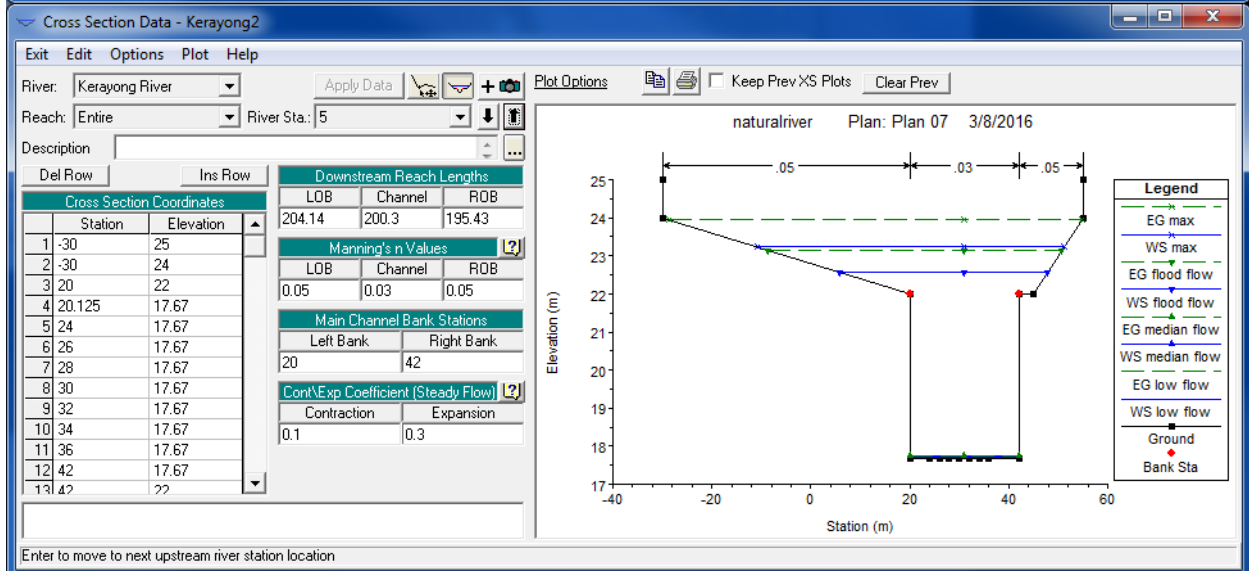 Cross Section Data - Kerayong2
Exit Edit Options Plot Help
River: Kerayong River Apply Data Plot Options Keep Prev XS Plots Clear Prev
Reach: Entire River Sta.: 5
Description ...
Del Row Ins Row
Cross Section Coordinates
Station Elevation
1 -30 25
2 -30 24
3 20 22
4 20.125 17.67
5 24 17.67
6 26 17.67
7 28 17.67
8 30 17.67
9 32 17.67
10 34 17.67
11 36 17.67
12 42 17.67
13 42 22
Downstream Reach Lengths
LOB Channel ROB
204.14 200.3 195.43
Manning's n Values
LOB Channel ROB
0.05 0.03 0.05
Main Channel Bank Stations
Left Bank Right Bank
20 42
Cont\Exp Coefficient (Steady Flow)
Contraction Expansion
0.1 0.3
naturalriver Plan: Plan 07 3/8/2016
.05 .03 .05
25
24
23
22
21
20
19
18
17
Elevation (m)
-40 -20 0 20 40 60
Station (m)
Legend
EG max
WS max
EG flood flow
WS flood flow
EG median flow
WS median flow
EG low flow
WS low flow
Ground
Bank Sta
Enter to move to next upstream river station location